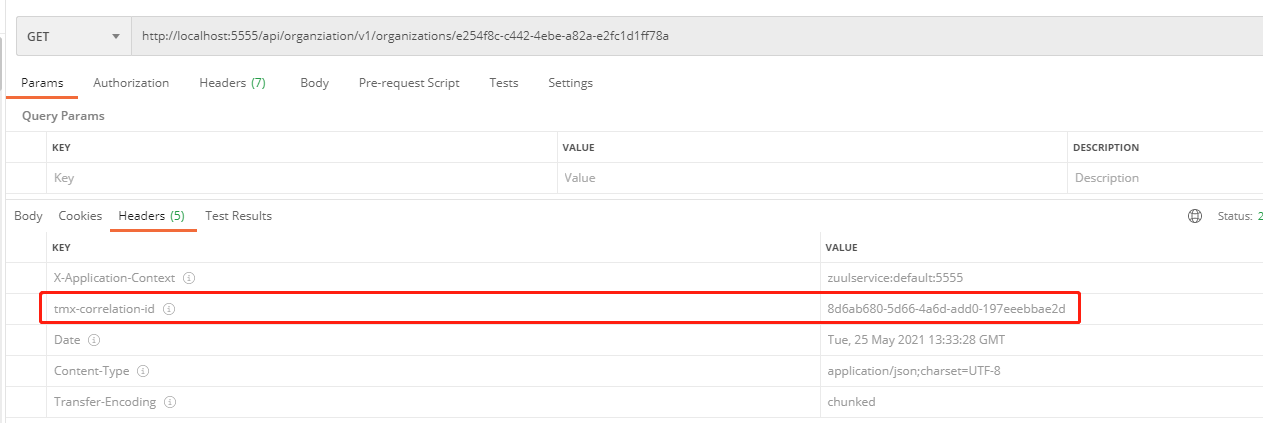 GET http://localhost:5555/api/organziation/v1/organizations/e254f8c-c442-4ebe-a82a-e2fc1d1ff78a
Params Authorization Headers (7) Body Pre-request Script Tests Settings
Query Params
KEY VALUE DESCRIPTION
Key Value Description
Body Cookies Headers (5) Test Results Status: 2
KEY VALUE
X-Application-Context zuulservice:default:5555
tmx-correlation-id 8d6ab680-5d66-4a6d-add0-197eeebbae2d
Date Tue, 25 May 2021 13:33:28 GMT
Content-Type application/json;charset=UTF-8
Transfer-Encoding chunked